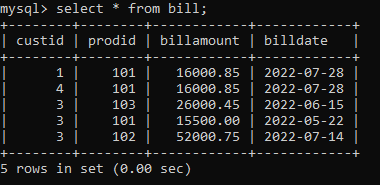 mysql> select * from bill;
+--------+--------+------------+------------+
| custid | prodid | billamount | billdate   |
+--------+--------+------------+------------+
|      1 |    101 |   16000.85 | 2022-07-28 |
|      4 |    101 |   16000.85 | 2022-07-28 |
|      3 |    103 |   26000.45 | 2022-06-15 |
|      3 |    101 |   15500.00 | 2022-05-22 |
|      3 |    102 |   52000.75 | 2022-07-14 |
+--------+--------+------------+------------+
5 rows in set (0.00 sec)